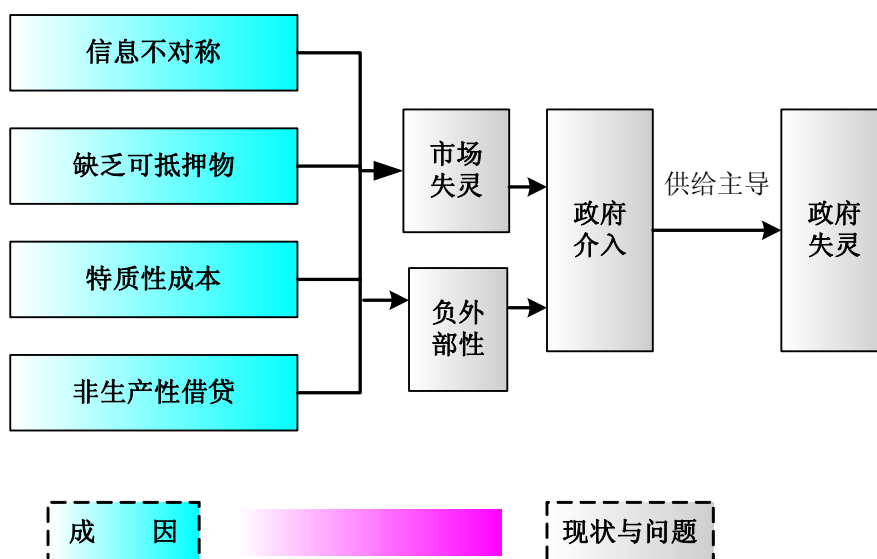 信息不对称
缺乏可抵押物
特质性成本
非生产性借贷
市场
失灵
负外
部性
政府
介入
供给主导
政府
失灵
成 因
现状与问题